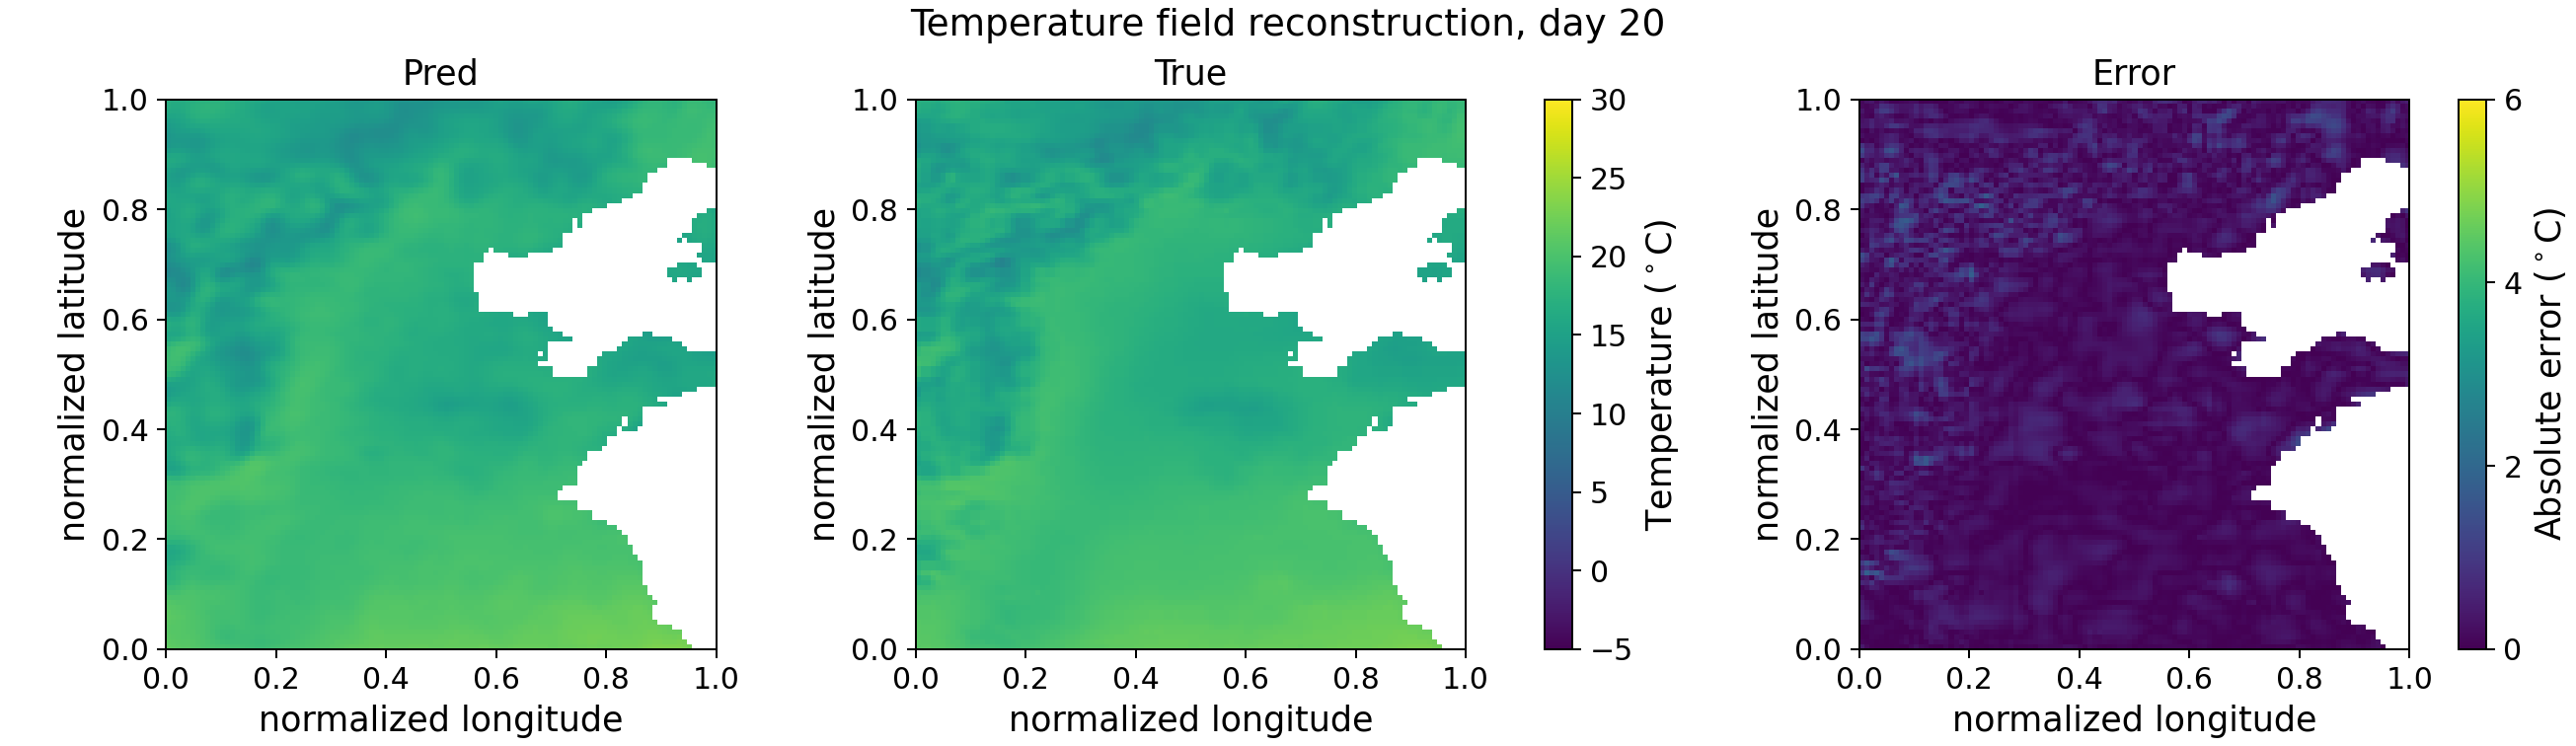 Temperature field reconstruction, day 20
Pred
1.0
0.8
0.6
0.4
0.2
0.0
normalized latitude
0.0 0.2 0.4 0.6 0.8 1.0
normalized longitude
True
1.0
0.8
0.6
0.4
0.2
0.0
normalized latitude
0.0 0.2 0.4 0.6 0.8 1.0
normalized longitude
30
25
20
15
10
5
0
−5
Temperature (°C)
Error
1.0
0.8
0.6
0.4
0.2
0.0
normalized latitude
0.0 0.2 0.4 0.6 0.8 1.0
normalized longitude
6
4
2
0
Absolute error (°C)